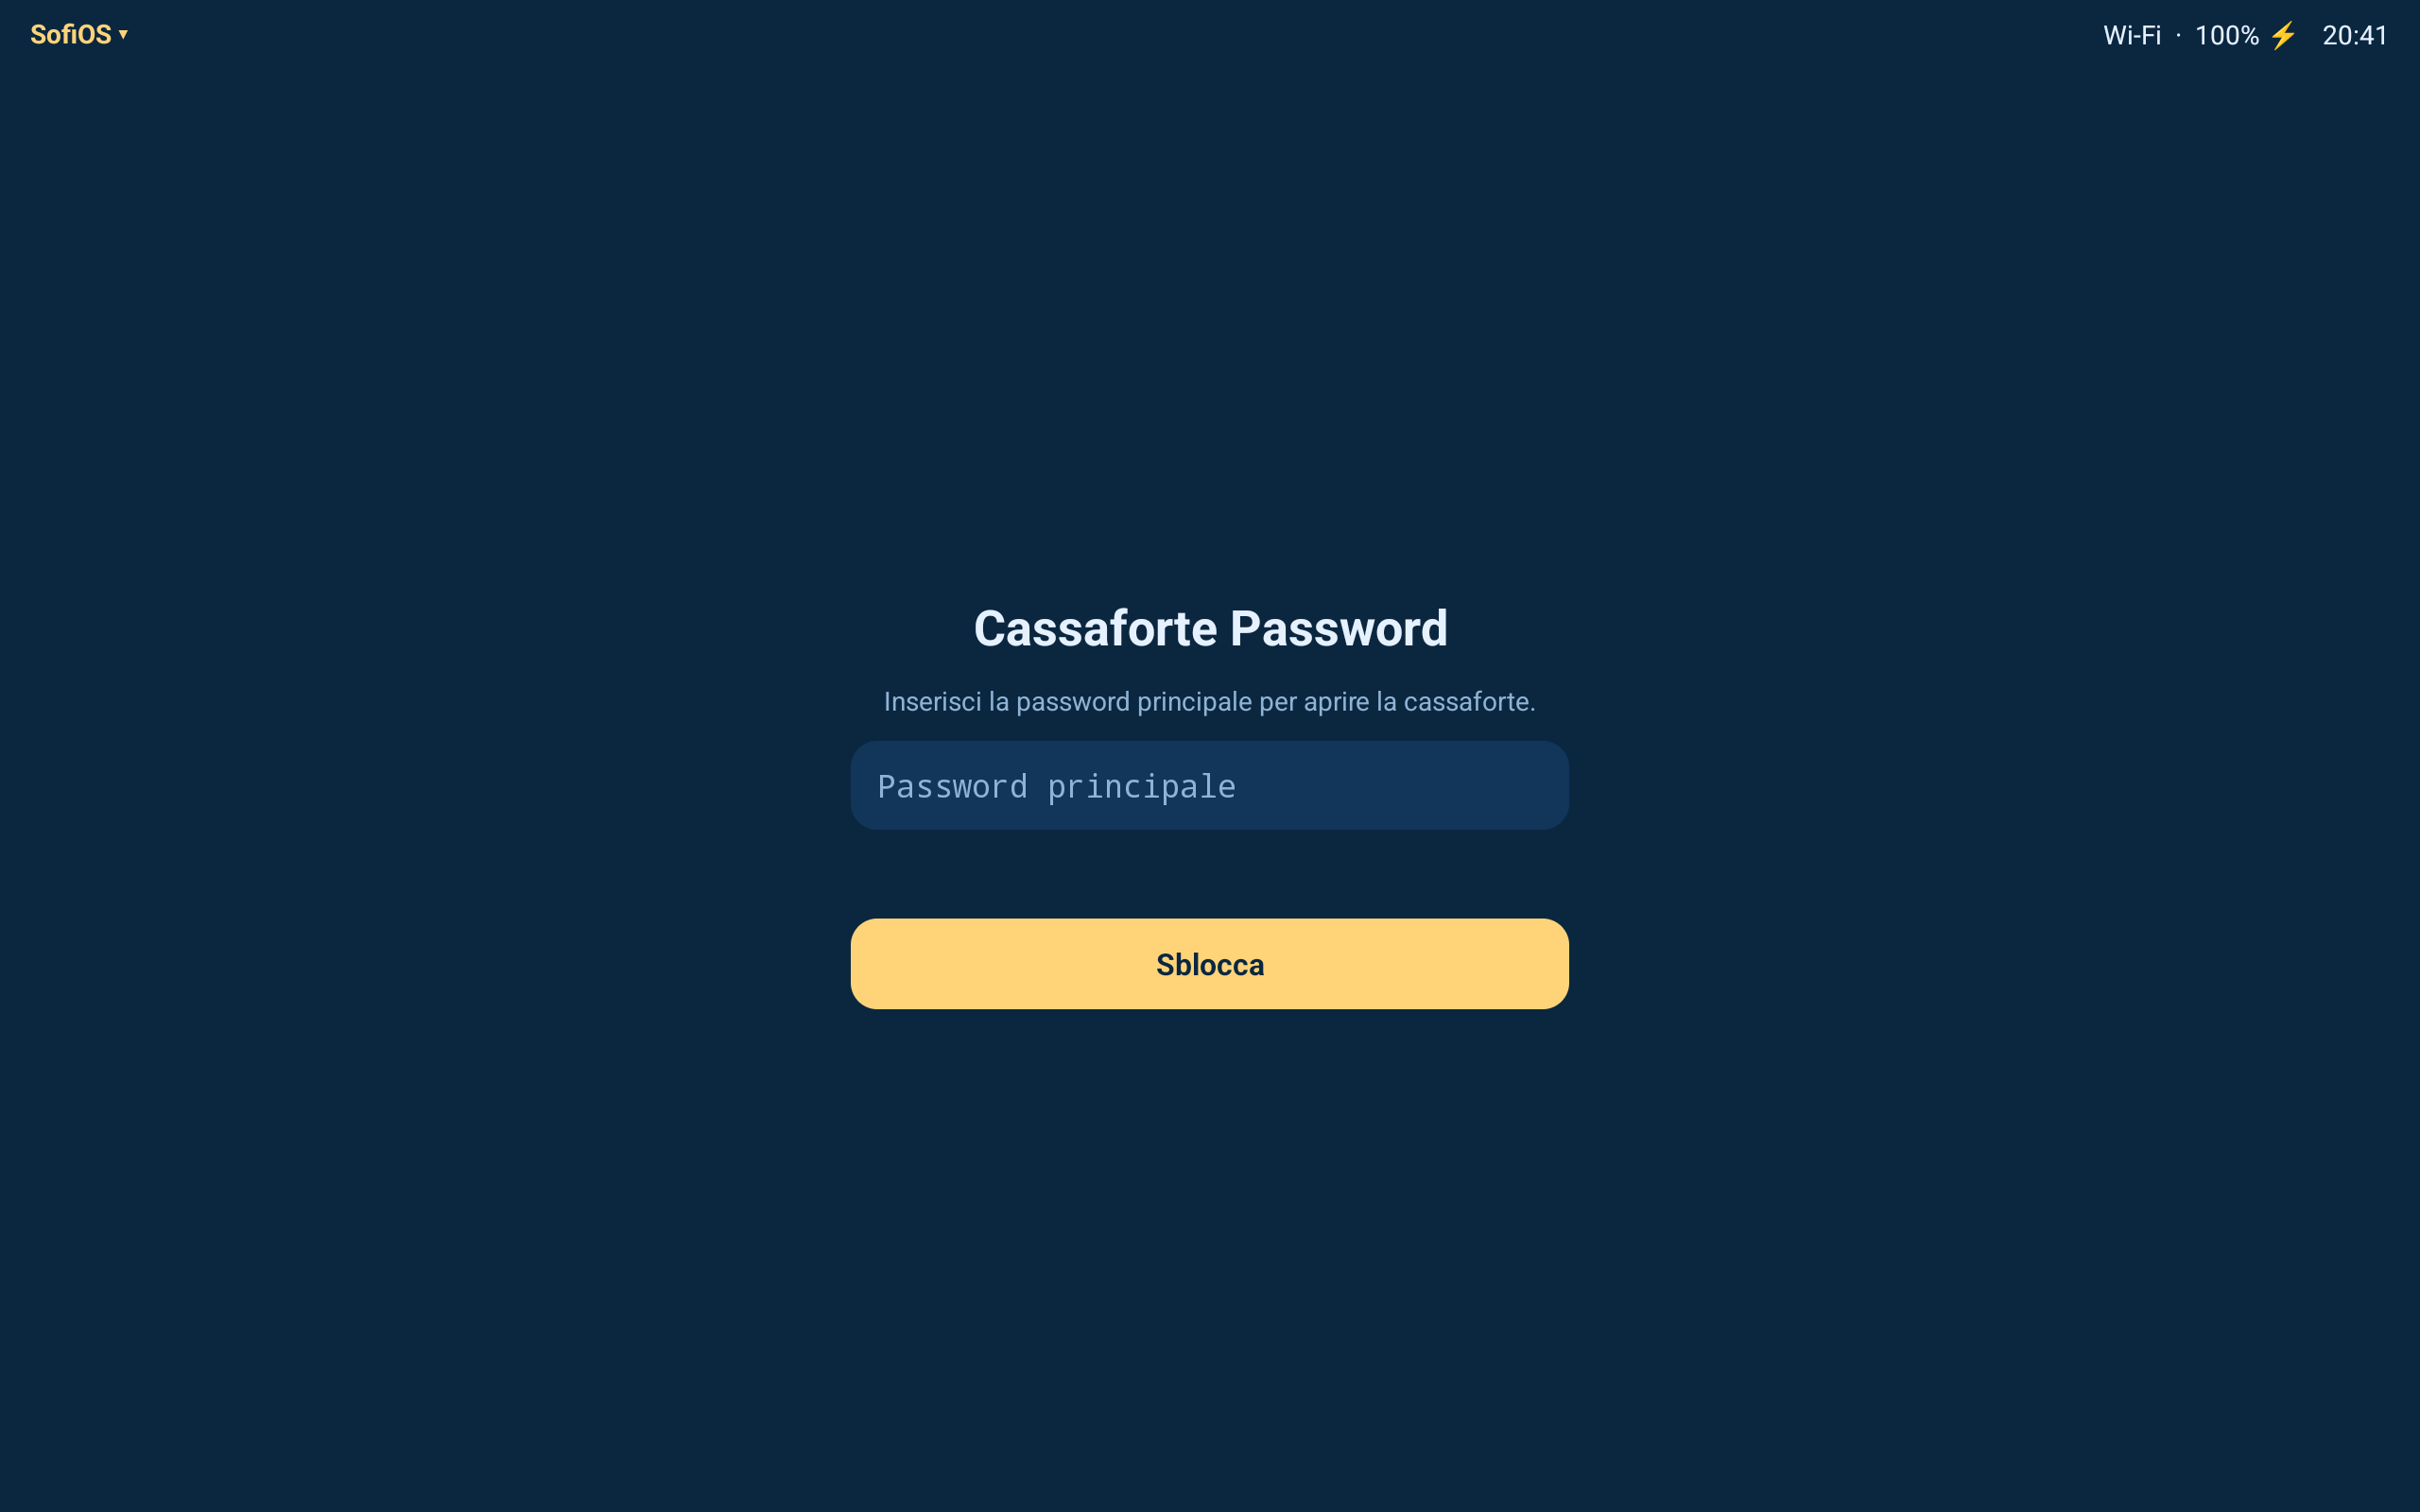 SofiOS ▾
Wi-Fi · 100% ⚡ 20:41
Cassaforte Password
Inserisci la password principale per aprire la cassaforte.
Password principale
Sblocca